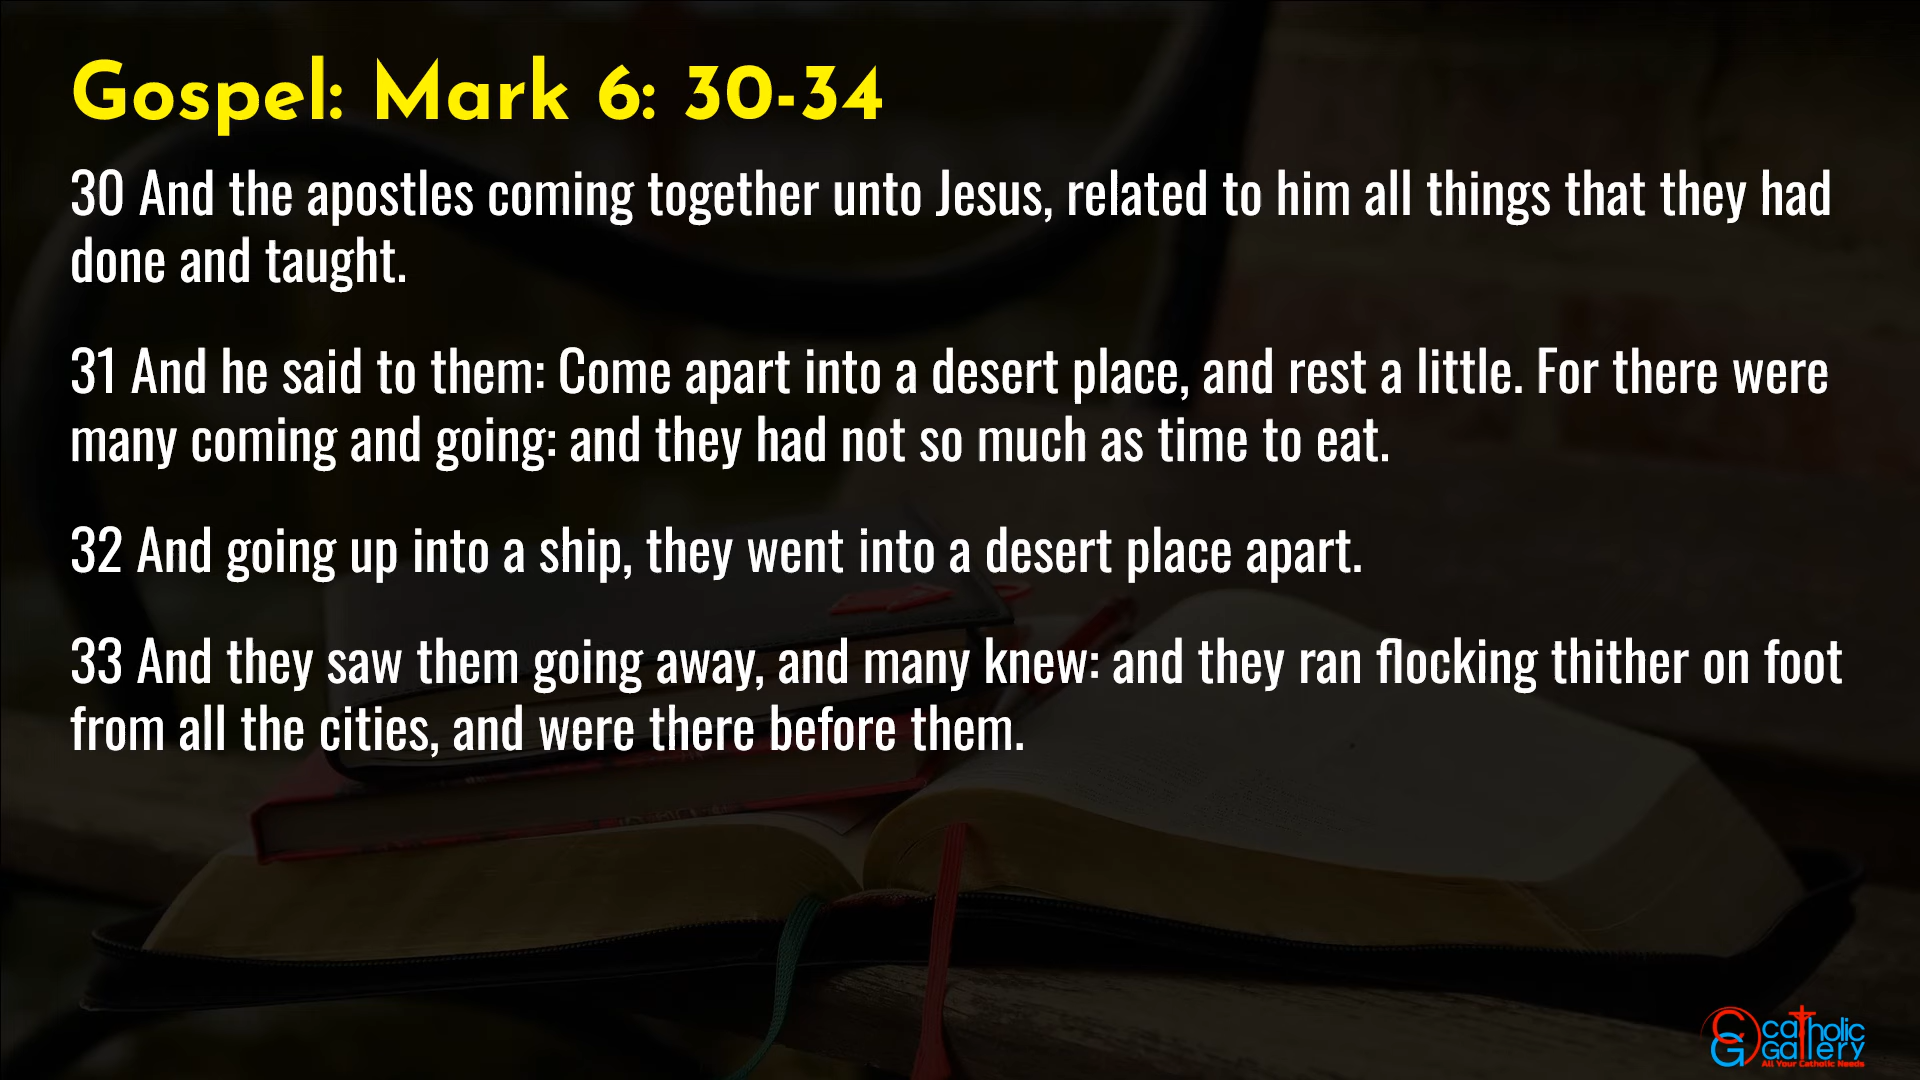 Gospel: Mark 6: 30-34
30 And the apostles coming together unto Jesus, related to him all things that they had
done and taught.
31 And he said to them: Come apart into a desert place, and rest a little. For there were
many coming and going: and they had not so much as time to eat.
32 And going up into a ship, they went into a desert place apart.
33 And they saw them going away, and many knew: and they ran flocking thither on foot
from all the cities, and were there before them.
CG catholic
Gallery
All Your Catholic Needs